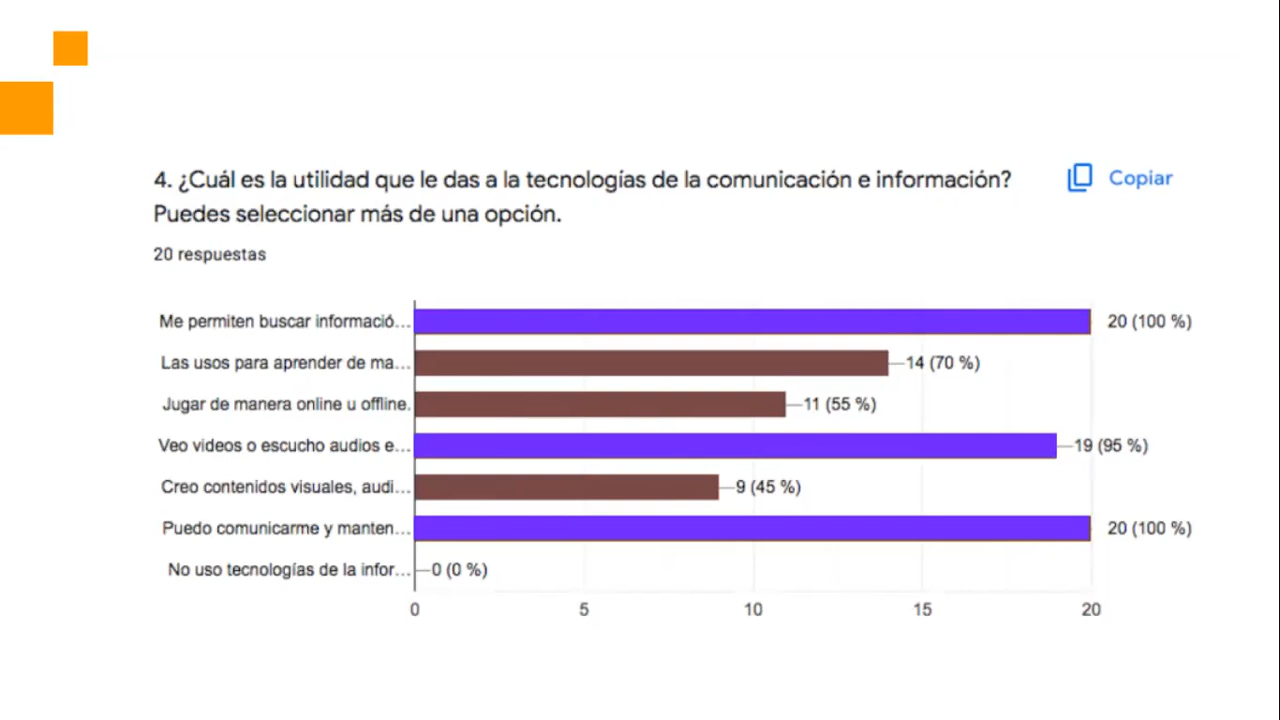 4. ¿Cuál es la utilidad que le das a la tecnologías de la comunicación e información?
Copiar
Puedes seleccionar más de una opción.
20 respuestas
Me permiten buscar informació... 20 (100 %)
Las usos para aprender de ma... 14 (70 %)
Jugar de manera online u offline. 11 (55 %)
Veo videos o escucho audios e... 19 (95 %)
Creo contenidos visuales, audi... 9 (45 %)
Puedo comunicarme y manten... 20 (100 %)
No uso tecnologías de la infor... 0 (0 %)
0 5 10 15 20